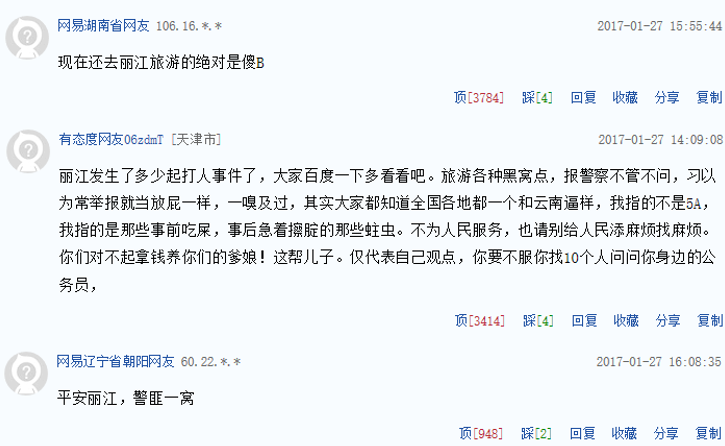 网易湖南省网友 106.16.*.* 2017-01-27 15:55:44
现在还去丽江旅游的绝对是傻B
顶[3784] 踩[4] 回复 收藏 分享 复制
有态度网友06zdmT [天津市] 2017-01-27 14:09:08
丽江发生了多少起打人事件了，大家百度一下多看看吧。旅游各种黑窝点，报警察不管不问，习以
为常举报就当放屁一样，一嗅及过，其实大家都知道全国各地都一个和云南逼样，我指的不是5A，
我指的是那些事前吃屎，事后急着擦腚的那些蛀虫。不为人民服务，也请别给人民添麻烦找麻烦。
你们对不起拿钱养你们的爹娘！这帮儿子。仅代表自己观点，你要不服你找10个人问问你身边的公
务员，
顶[3414] 踩[4] 回复 收藏 分享 复制
网易辽宁省朝阳网友 60.22.*.* 2017-01-27 16:08:35
平安丽江，警匪一窝
顶[948] 踩[2] 回复 收藏 分享 复制